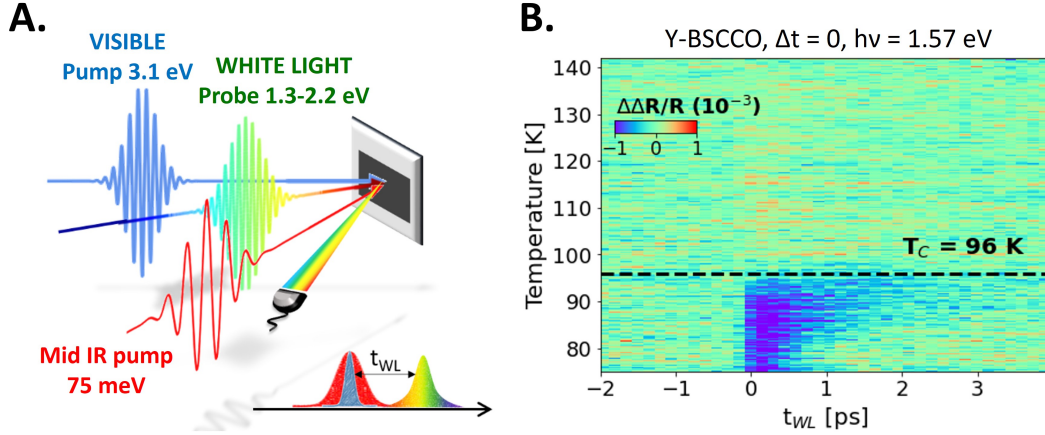 A.
VISIBLE
Pump 3.1 eV
WHITE LIGHT
Probe 1.3-2.2 eV
Mid IR pump
75 meV
t_WL
B.
Y-BSCCO, Δt = 0, hν = 1.57 eV
ΔΔR/R (10⁻³)
−1 0 1
T_C = 96 K
Temperature [K]
140
130
120
110
100
90
80
−2 −1 0 1 2 3
t_WL [ps]